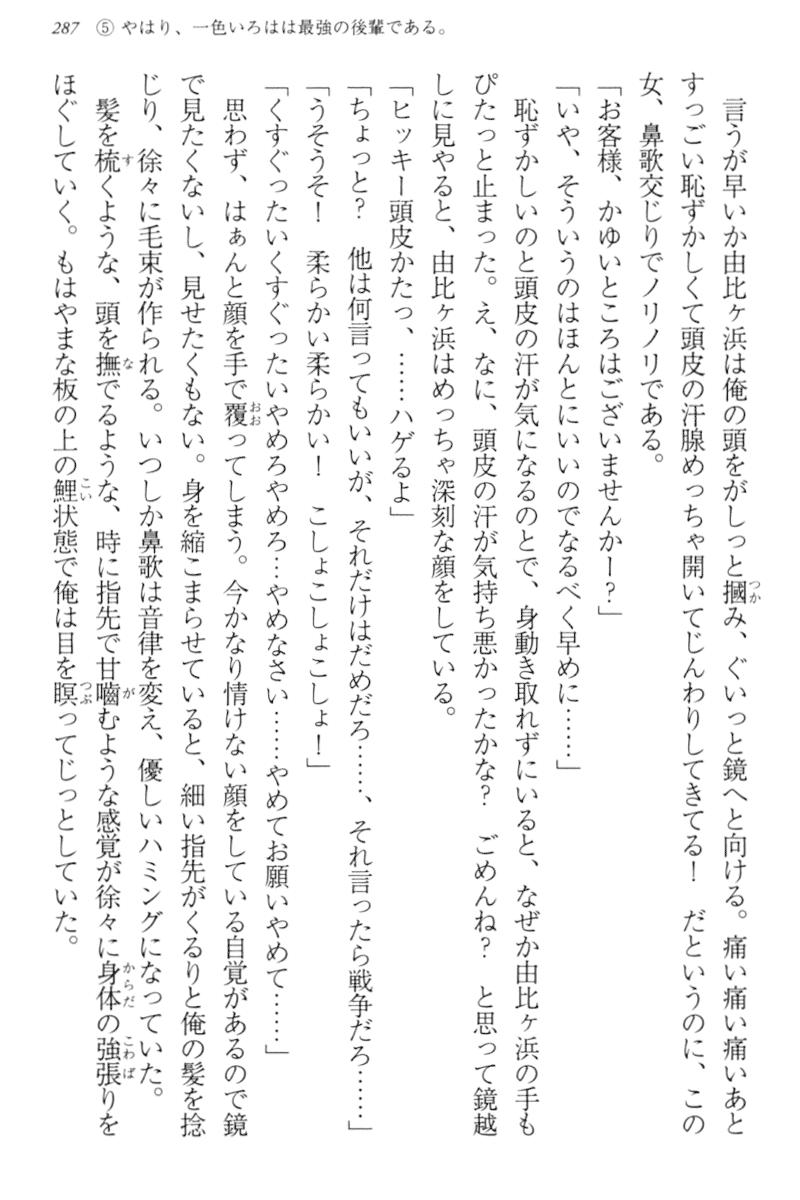 287 ⑤ やはり、一色いろはは最強の後輩である。
　言うが早いか由比ヶ浜は俺の頭をがしっと摑み、ぐいっと鏡へと向ける。痛い痛い痛いあと
すっごい恥ずかしくて頭皮の汗腺めっちゃ開いてじんわりしてきてる！　だというのに、この
女、鼻歌交じりでノリノリである。
「お客様、かゆいところはございませんかー？」
「いや、そういうのはほんとにいいのでなるべく早めに……」
　恥ずかしいのと頭皮の汗が気になるのとで、身動き取れずにいると、なぜか由比ヶ浜の手も
ぴたっと止まった。え、なに、頭皮の汗が気持ち悪かったかな？　ごめんね？　と思って鏡越
しに見やると、由比ヶ浜はめっちゃ深刻な顔をしている。
「ヒッキー頭皮かたっ、……ハゲるよ」
「ちょっと？　他は何言ってもいいが、それだけはだめだろ……、それ言ったら戦争だろ……」
「うそうそ！　柔らかい柔らかい！　こしょこしょこしょ！」
「くすぐったいくすぐったいやめろやめろ…やめなさい……やめてお願いやめて……」
　思わず、はぁんと顔を手で覆ってしまう。今かなり情けない顔をしている自覚があるので鏡
で見たくないし、見せたくもない。身を縮こまらせていると、細い指先がくるりと俺の髪を捻
じり、徐々に毛束が作られる。いつしか鼻歌は音律を変え、優しいハミングになっていた。
　髪を梳くような、頭を撫でるような、時に指先で甘嚙むような感覚が徐々に身体の強張りを
ほぐしていく。もはやまな板の上の鯉状態で俺は目を瞑ってじっとしていた。